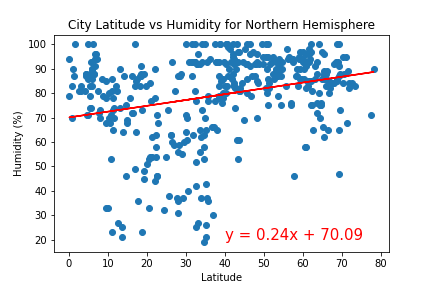 City Latitude vs Humidity for Northern Hemisphere
100
90
80
70
60
50
40
30
20
Humidity (%)
y = 0.24x + 70.09
0 10 20 30 40 50 60 70 80
Latitude